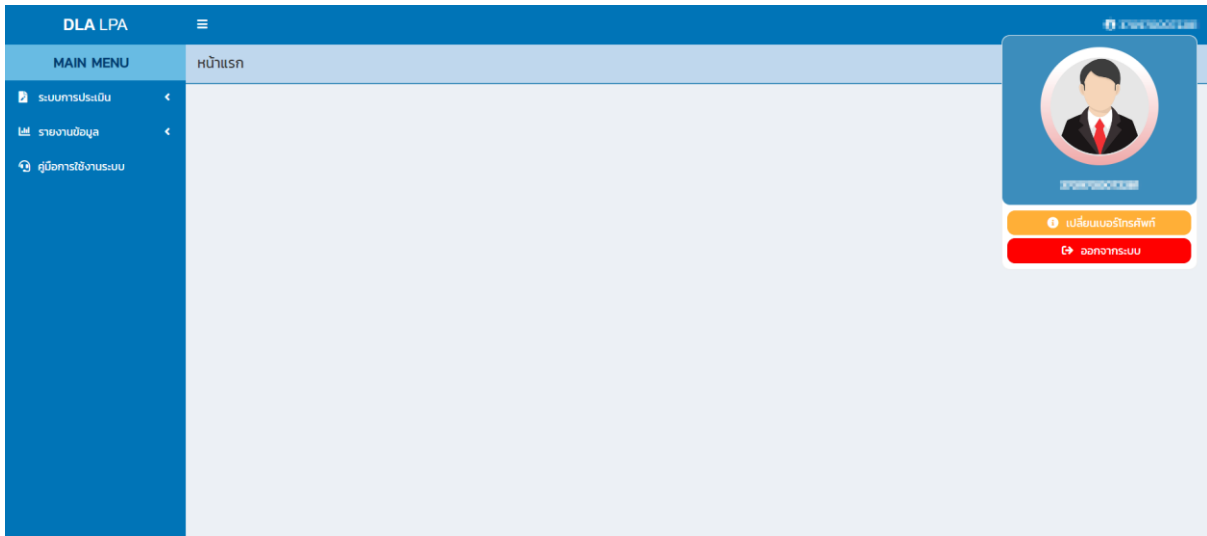 DLA LPA
MAIN MENU
หน้าแรก
ระบบการประเมิน
รายงานข้อมูล
คู่มือการใช้งานระบบ
เปลี่ยนเบอร์โทรศัพท์
ออกจากระบบ